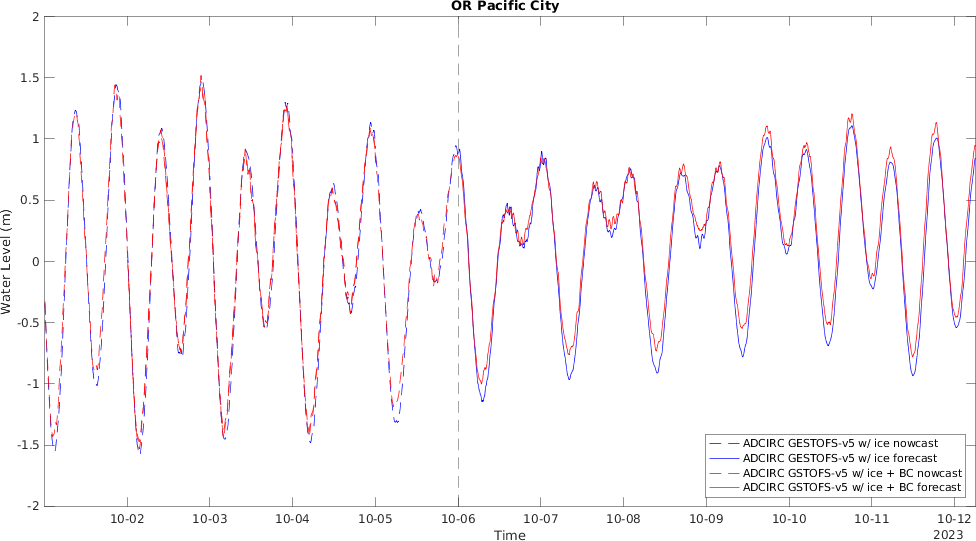 OR Pacific City
2
1.5
1
0.5
0
-0.5
-1
-1.5
-2
Water Level (m)
ADCIRC GESTOFS-v5 w/ ice nowcast
ADCIRC GESTOFS-v5 w/ ice forecast
ADCIRC GSTOFS-v5 w/ ice + BC nowcast
ADCIRC GSTOFS-v5 w/ ice + BC forecast
10-02 10-03 10-04 10-05 10-06 10-07 10-08 10-09 10-10 10-11 10-12
Time 2023